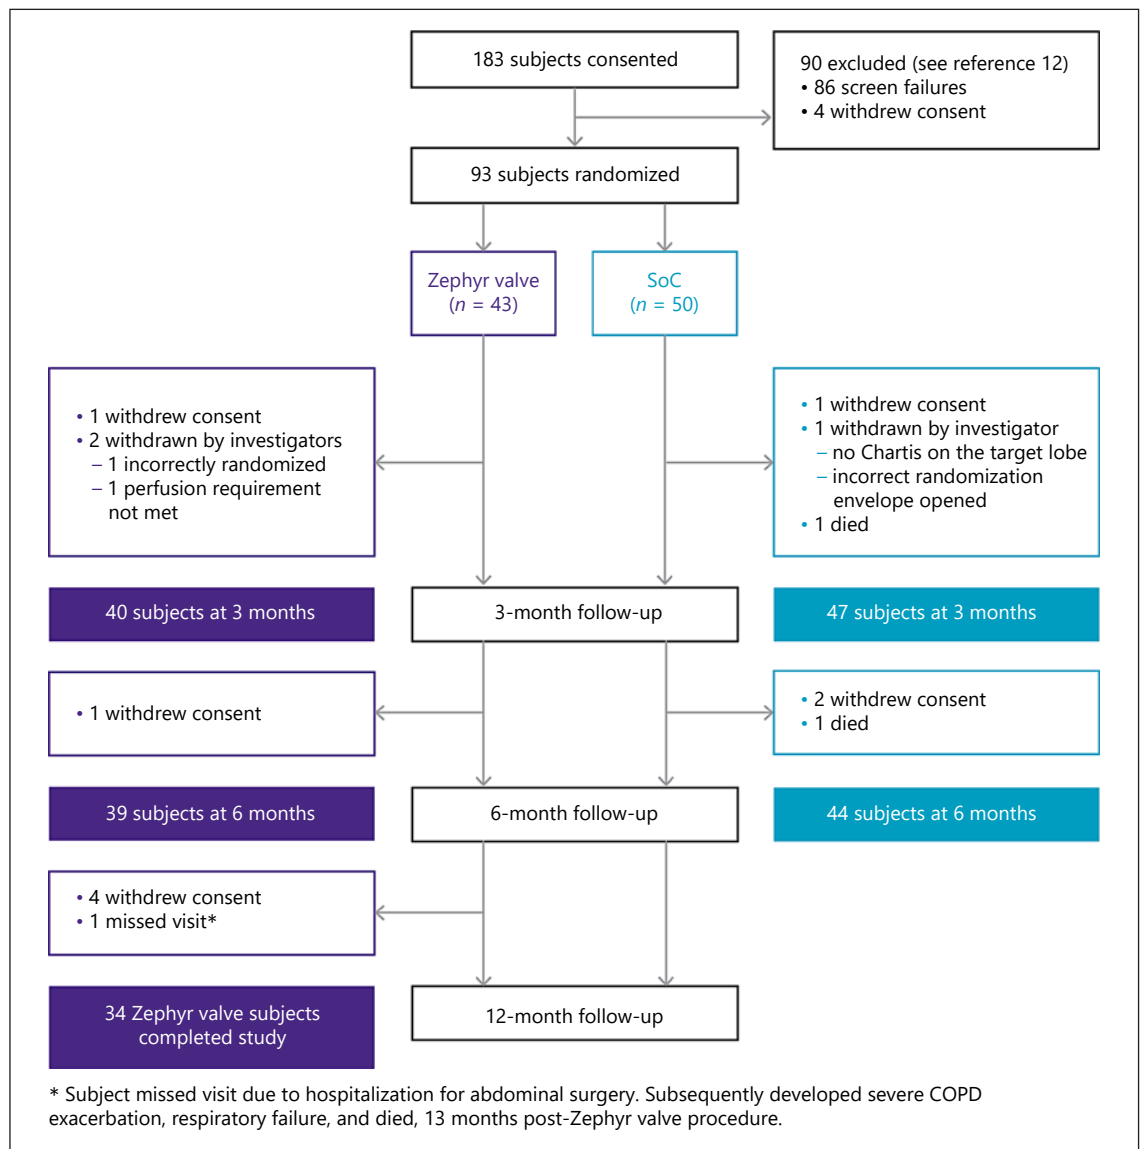 183 subjects consented
90 excluded (see reference 12)
• 86 screen failures
• 4 withdrew consent
93 subjects randomized
Zephyr valve
(n = 43)
SoC
(n = 50)
• 1 withdrew consent
• 2 withdrawn by investigators
– 1 incorrectly randomized
– 1 perfusion requirement
not met
• 1 withdrew consent
• 1 withdrawn by investigator
– no Chartis on the target lobe
– incorrect randomization
envelope opened
• 1 died
40 subjects at 3 months
3-month follow-up
47 subjects at 3 months
• 1 withdrew consent
• 2 withdrew consent
• 1 died
39 subjects at 6 months
6-month follow-up
44 subjects at 6 months
• 4 withdrew consent
• 1 missed visit*
34 Zephyr valve subjects
completed study
12-month follow-up
* Subject missed visit due to hospitalization for abdominal surgery. Subsequently developed severe COPD
exacerbation, respiratory failure, and died, 13 months post-Zephyr valve procedure.